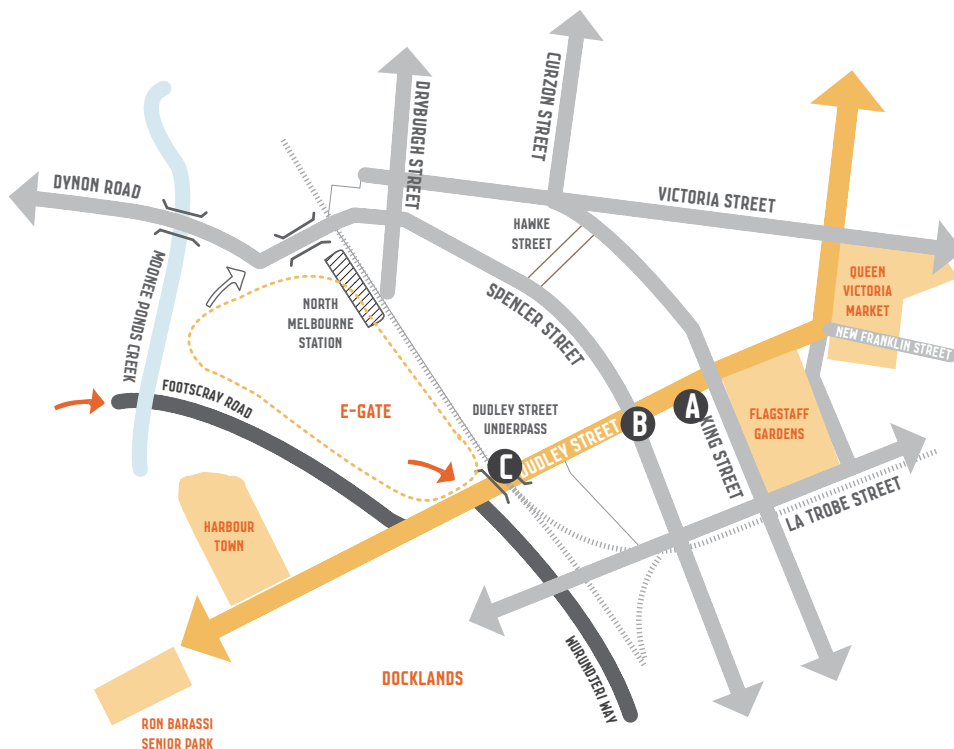 CURZON STREET
DRYBURGH STREET
DYNON ROAD
VICTORIA STREET
HAWKE
STREET
MOONEE PONDS CREEK
QUEEN
VICTORIA
MARKET
SPENCER STREET
NORTH
MELBOURNE
STATION
NEW FRANKLIN STREET
FOOTSCRAY ROAD
E-GATE
DUDLEY STREET
UNDERPASS
A
B
C
DUDLEY STREET
KING STREET
FLAGSTAFF
GARDENS
LA TROBE STREET
HARBOUR
TOWN
WURUNDJERI WAY
DOCKLANDS
RON BARASSI
SENIOR PARK